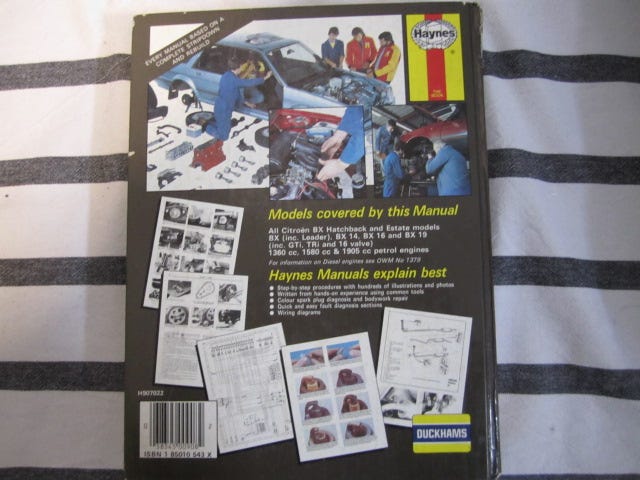 EVERY MANUAL BASED ON A
COMPLETE STRIPDOWN
AND REBUILD
Haynes
Models covered by this Manual
All Citroën BX Hatchback and Estate models
BX (inc. Leader), BX 14, BX 16 and BX 19
(inc. GTi, TRi and 16 valve)
1360 cc, 1580 cc & 1905 cc petrol engines
For information on Diesel engines see OWM No 1379
Haynes Manuals explain best
● Step-by-step procedures with hundreds of illustrations and photos
● Written from hands-on experience using common tools
● Colour spark plug diagnosis and bodywork repair
● Quick and easy fault diagnosis sections
● Wiring diagrams
H907022
ISBN 1 85010 543 X
DUCKHAMS